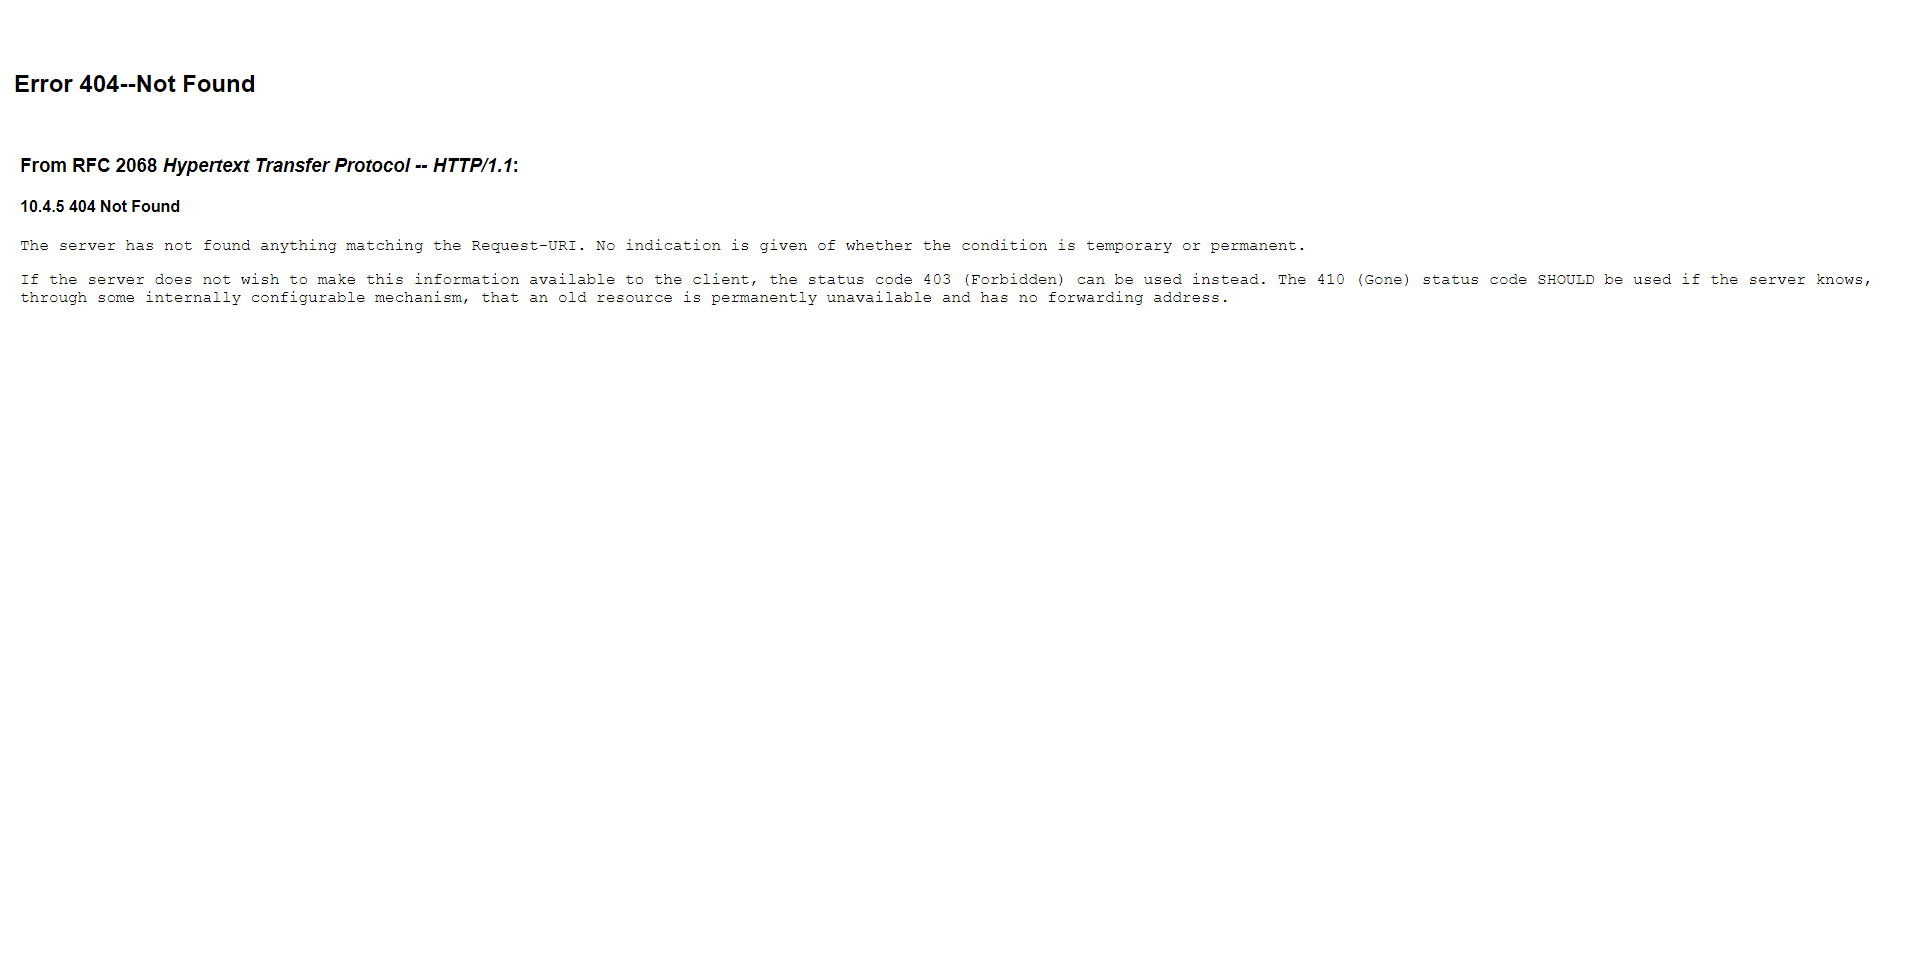 Error 404--Not Found
From RFC 2068 Hypertext Transfer Protocol -- HTTP/1.1:
10.4.5 404 Not Found
The server has not found anything matching the Request-URI. No indication is given of whether the condition is temporary or permanent.
If the server does not wish to make this information available to the client, the status code 403 (Forbidden) can be used instead. The 410 (Gone) status code SHOULD be used if the server knows,
through some internally configurable mechanism, that an old resource is permanently unavailable and has no forwarding address.